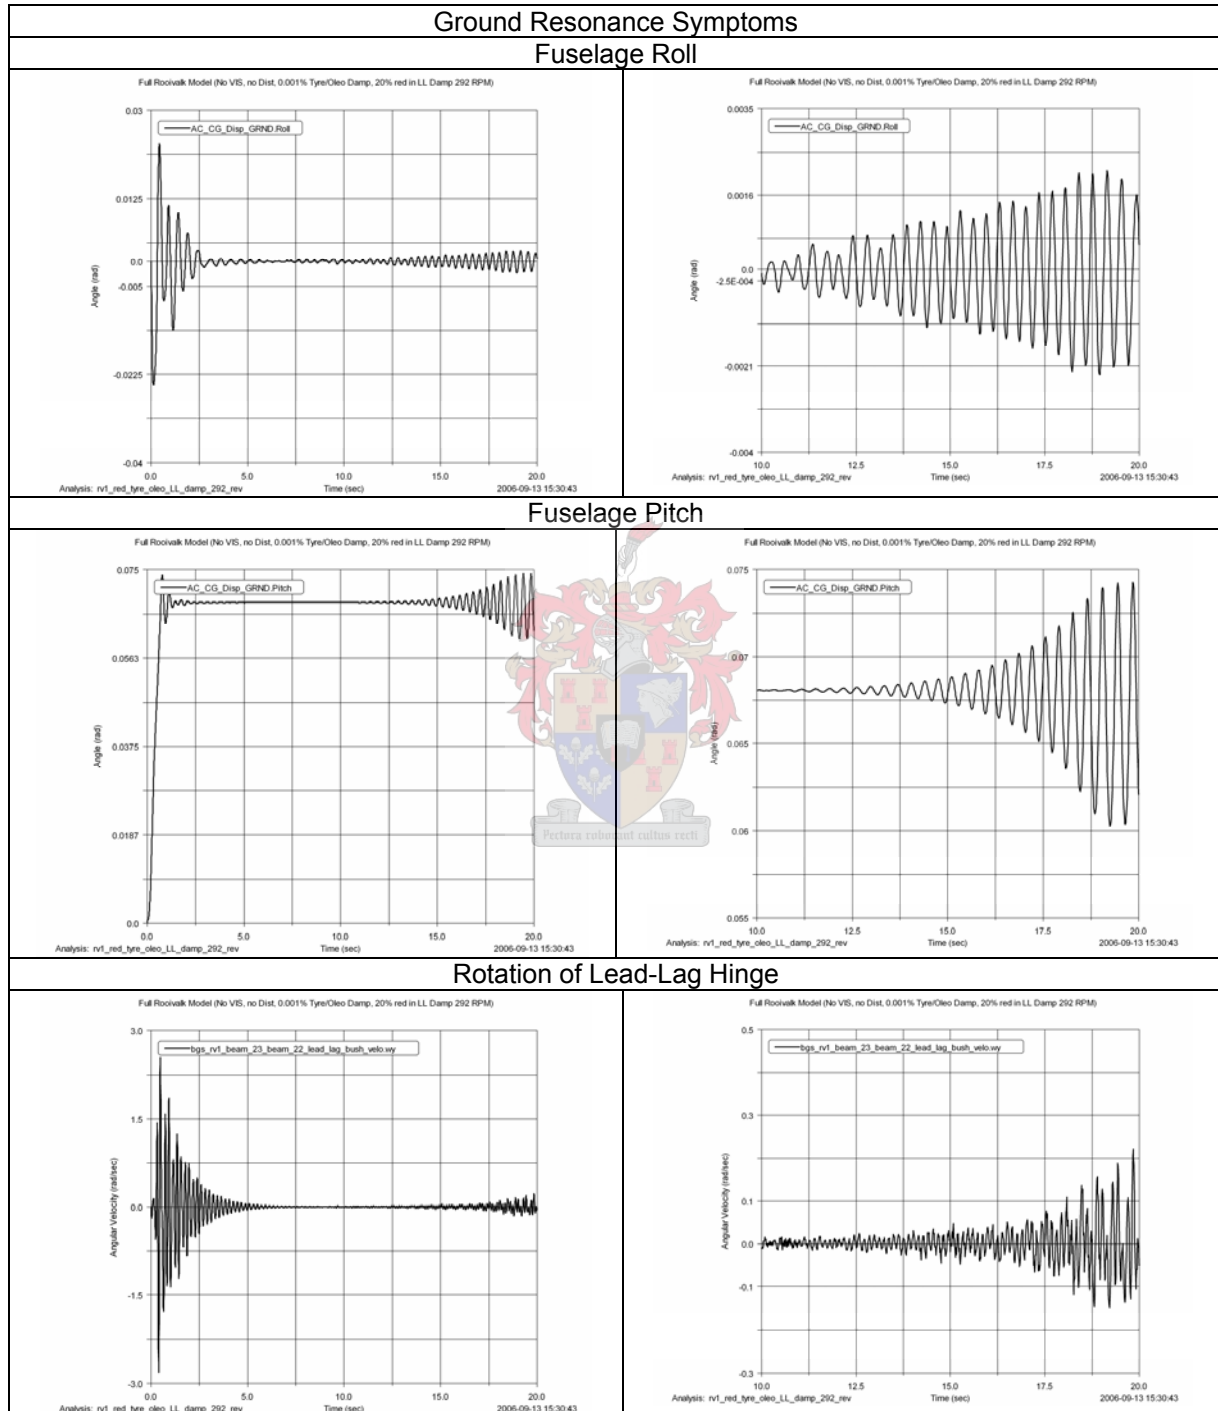 Ground Resonance Symptoms
Fuselage Roll
Full Rooivalk Model (No VIS, no Dist, 0.001% Tyre/Oleo Damp, 20% red in LL Damp 292 RPM)
AC_CG_Disp_GRND.Roll
0.03
0.0125
0.0
-0.005
-0.0225
-0.04
Angle (rad)
0.0 5.0 10.0 15.0 20.0
Analysis: rv1_red_tyre_oleo_LL_damp_292_rev Time (sec) 2006-09-13 15:30:43
Full Rooivalk Model (No VIS, no Dist, 0.001% Tyre/Oleo Damp, 20% red in LL Damp 292 RPM)
AC_CG_Disp_GRND.Roll
0.0035
0.0016
0.0
-2.5E-004
-0.0021
-0.004
Angle (rad)
10.0 12.5 15.0 17.5 20.0
Analysis: rv1_red_tyre_oleo_LL_damp_292_rev Time (sec) 2006-09-13 15:30:43
Fuselage Pitch
Full Rooivalk Model (No VIS, no Dist, 0.001% Tyre/Oleo Damp, 20% red in LL Damp 292 RPM)
AC_CG_Disp_GRND.Pitch
0.075
0.0563
0.0375
0.0187
0.0
Angle (rad)
0.0 5.0 10.0 15.0 20.0
Analysis: rv1_red_tyre_oleo_LL_damp_292_rev Time (sec) 2006-09-13 15:30:43
Full Rooivalk Model (No VIS, no Dist, 0.001% Tyre/Oleo Damp, 20% red in LL Damp 292 RPM)
AC_CG_Disp_GRND.Pitch
0.075
0.07
0.065
0.06
0.055
Angle (rad)
10.0 12.5 15.0 17.5 20.0
Analysis: rv1_red_tyre_oleo_LL_damp_292_rev Time (sec) 2006-09-13 15:30:43
Pectora roborant cultus recti
Rotation of Lead-Lag Hinge
Full Rooivalk Model (No VIS, no Dist, 0.001% Tyre/Oleo Damp, 20% red in LL Damp 292 RPM)
bgs_rv1_beam_23_beam_22_lead_lag_bush_velo.wy
3.0
1.5
0.0
-1.5
-3.0
Angular Velocity (rad/sec)
0.0 5.0 10.0 15.0 20.0
Analysis: rv1_red_tyre_oleo_LL_damp_292_rev Time (sec) 2006-09-13 15:30:43
Full Rooivalk Model (No VIS, no Dist, 0.001% Tyre/Oleo Damp, 20% red in LL Damp 292 RPM)
bgs_rv1_beam_23_beam_22_lead_lag_bush_velo.wy
0.5
0.3
0.1
0.0
-0.1
-0.3
Angular Velocity (rad/sec)
10.0 12.5 15.0 17.5 20.0
Analysis: rv1_red_tyre_oleo_LL_damp_292_rev Time (sec) 2006-09-13 15:30:43